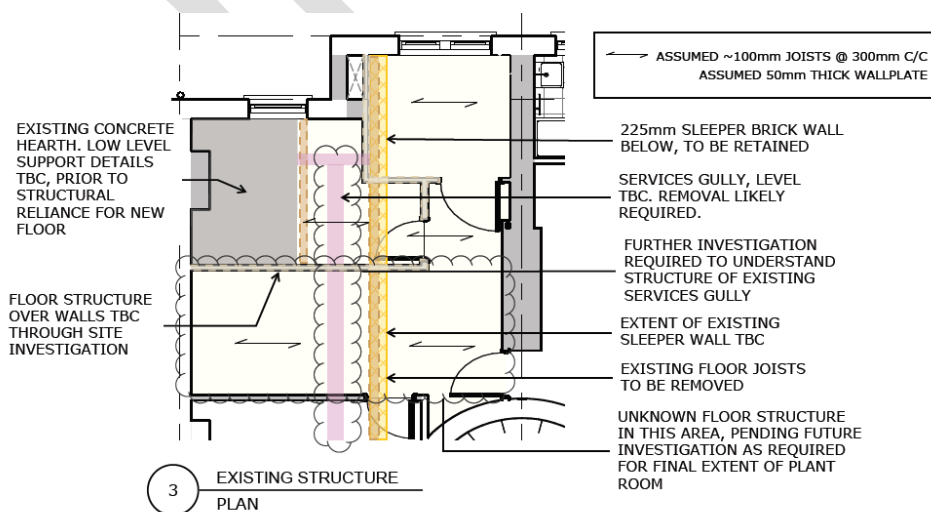 ASSUMED ~100mm JOISTS @ 300mm C/C
ASSUMED 50mm THICK WALLPLATE
EXISTING CONCRETE
HEARTH. LOW LEVEL
SUPPORT DETAILS
TBC, PRIOR TO
STRUCTURAL
RELIANCE FOR NEW
FLOOR
FLOOR STRUCTURE
OVER WALLS TBC
THROUGH SITE
INVESTIGATION
225mm SLEEPER BRICK WALL
BELOW, TO BE RETAINED
SERVICES GULLY, LEVEL
TBC. REMOVAL LIKELY
REQUIRED.
FURTHER INVESTIGATION
REQUIRED TO UNDERSTAND
STRUCTURE OF EXISTING
SERVICES GULLY
EXTENT OF EXISTING
SLEEPER WALL TBC
EXISTING FLOOR JOISTS
TO BE REMOVED
UNKNOWN FLOOR STRUCTURE
IN THIS AREA, PENDING FUTURE
INVESTIGATION AS REQUIRED
FOR FINAL EXTENT OF PLANT
ROOM
3
EXISTING STRUCTURE
PLAN